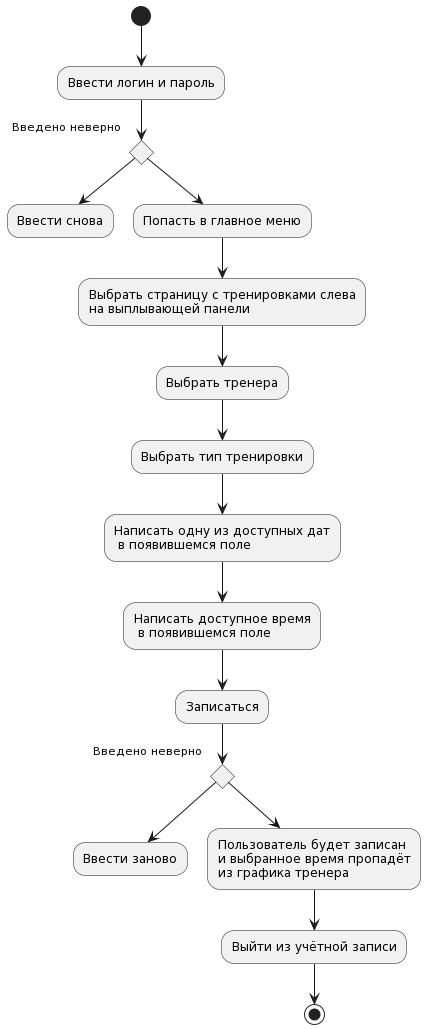 Ввести логин и пароль
Введено неверно
Ввести снова
Попасть в главное меню
Выбрать страницу с тренировками слева
на выплывающей панели
Выбрать тренера
Выбрать тип тренировки
Написать одну из доступных дат
в появившемся поле
Написать доступное время
в появившемся поле
Записаться
Введено неверно
Ввести заново
Пользователь будет записан
и выбранное время пропадёт
из графика тренера
Выйти из учётной записи